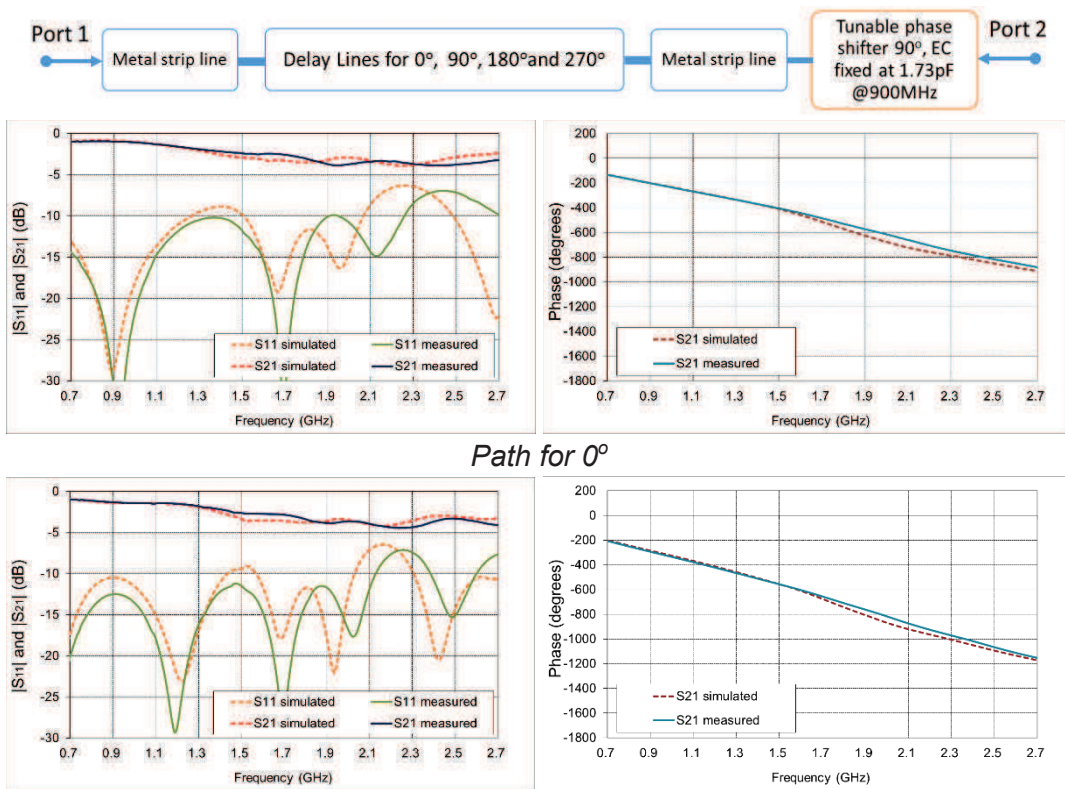 Port 1
Metal strip line
Delay Lines for 0°, 90°, 180°and 270°
Metal strip line
Tunable phase
shifter 90°, EC
fixed at 1.73pF
@900MHz
Port 2
|S11| and |S21| (dB)
0
-5
-10
-15
-20
-25
-30
S11 simulated
S11 measured
S21 simulated
S21 measured
0.7 0.9 1.1 1.3 1.5 1.7 1.9 2.1 2.3 2.5 2.7
Frequency (GHz)
Phase (degrees)
200
0
-200
-400
-600
-800
-1000
-1200
-1400
-1600
-1800
S21 simulated
S21 measured
0.7 0.9 1.1 1.3 1.5 1.7 1.9 2.1 2.3 2.5 2.7
Frequency (GHz)
Path for 0°
|S11| and |S21| (dB)
0
-5
-10
-15
-20
-25
-30
S11 simulated
S11 measured
S21 simulated
S21 measured
0.7 0.9 1.1 1.3 1.5 1.7 1.9 2.1 2.3 2.5 2.7
Frequency (GHz)
Phase (degrees)
200
0
-200
-400
-600
-800
-1000
-1200
-1400
-1600
-1800
S21 simulated
S21 measured
0.7 0.9 1.1 1.3 1.5 1.7 1.9 2.1 2.3 2.5 2.7
Frequency (GHz)